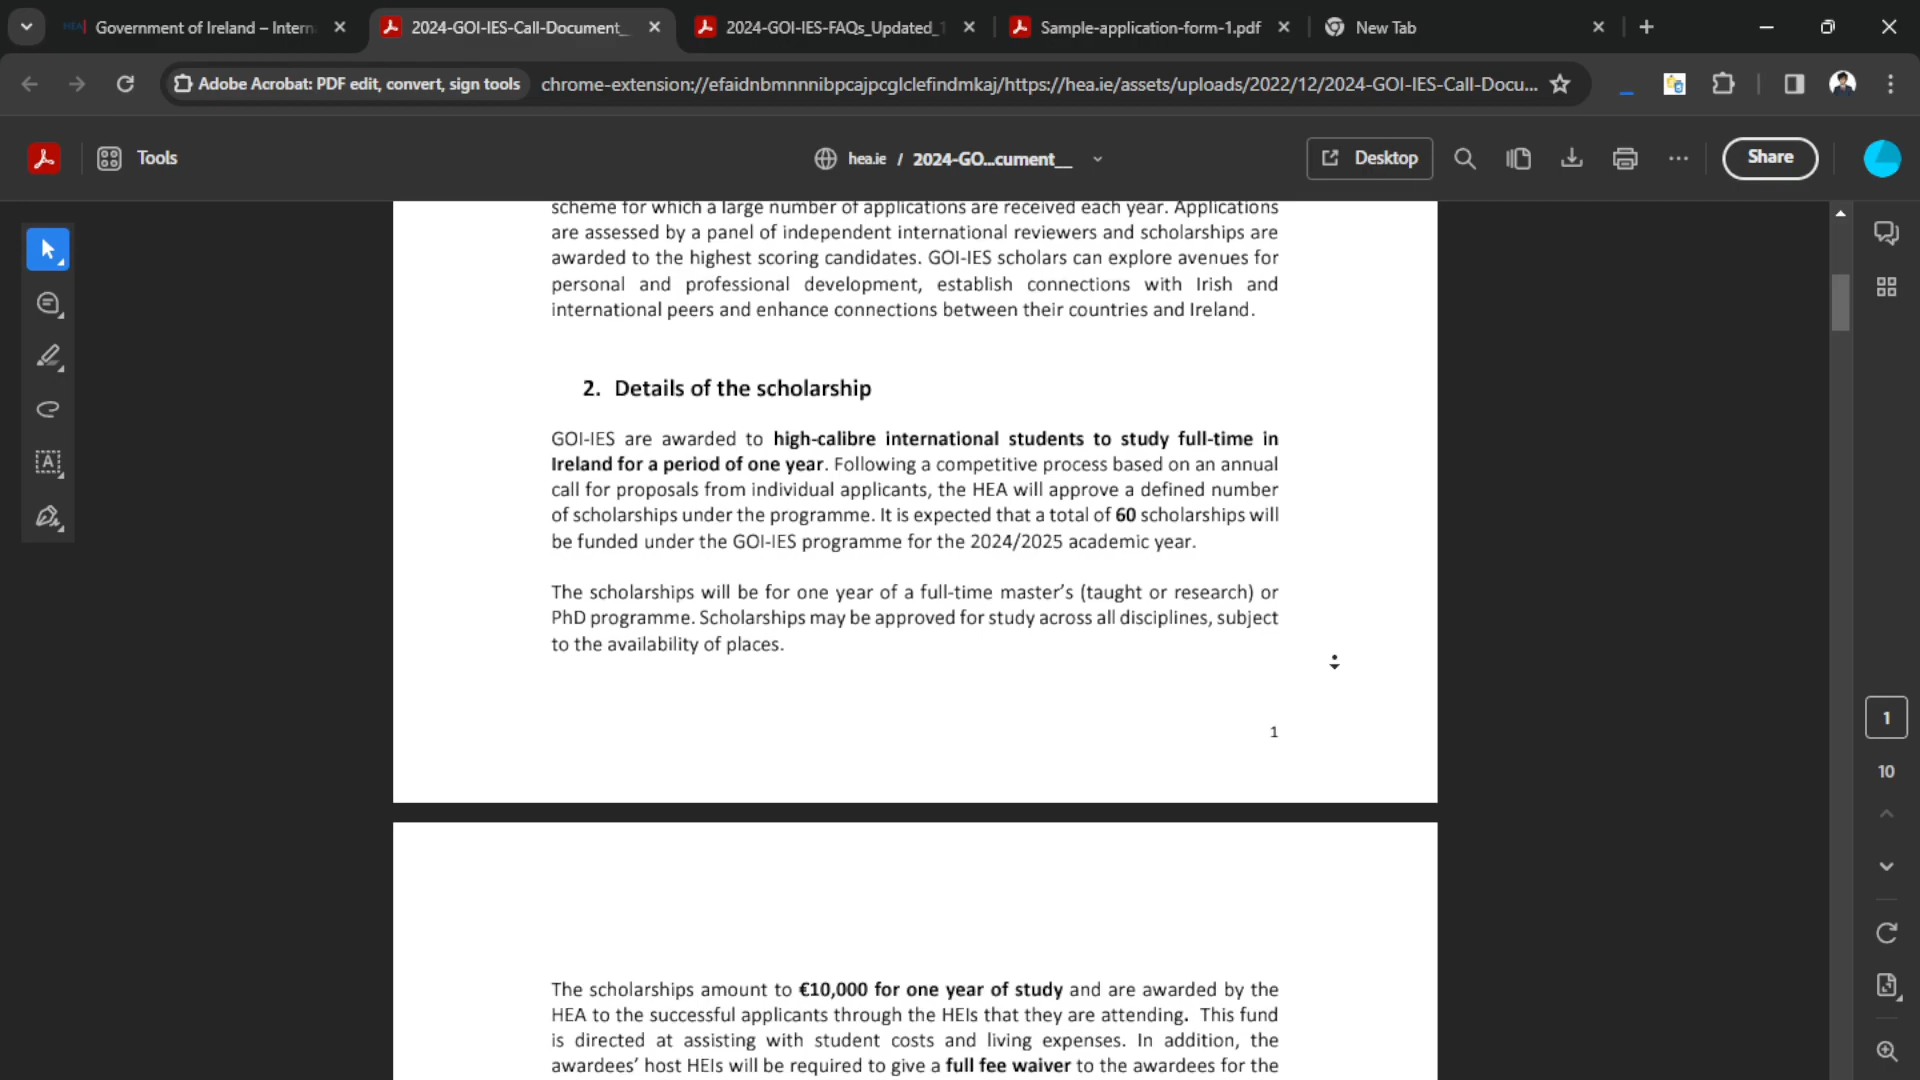 Government of Ireland – Intern
2024-GOI-IES-Call-Document_
2024-GOI-IES-FAQs_Updated_1
Sample-application-form-1.pdf
New Tab
Adobe Acrobat: PDF edit, convert, sign tools
chrome-extension://efaidnbmnnnibpcajpcglclefindmkaj/https://hea.ie/assets/uploads/2022/12/2024-GOI-IES-Call-Docu...
Tools
hea.ie / 2024-GO...cument__
Desktop
Share
scheme for which a large number of applications are received each year. Applications
are assessed by a panel of independent international reviewers and scholarships are
awarded to the highest scoring candidates. GOI-IES scholars can explore avenues for
personal and professional development, establish connections with Irish and
international peers and enhance connections between their countries and Ireland.
2. Details of the scholarship
GOI-IES are awarded to high-calibre international students to study full-time in
Ireland for a period of one year. Following a competitive process based on an annual
call for proposals from individual applicants, the HEA will approve a defined number
of scholarships under the programme. It is expected that a total of 60 scholarships will
be funded under the GOI-IES programme for the 2024/2025 academic year.
The scholarships will be for one year of a full-time master’s (taught or research) or
PhD programme. Scholarships may be approved for study across all disciplines, subject
to the availability of places.
1
1
10
The scholarships amount to €10,000 for one year of study and are awarded by the
HEA to the successful applicants through the HEIs that they are attending. This fund
is directed at assisting with student costs and living expenses. In addition, the
awardees’ host HEIs will be required to give a full fee waiver to the awardees for the